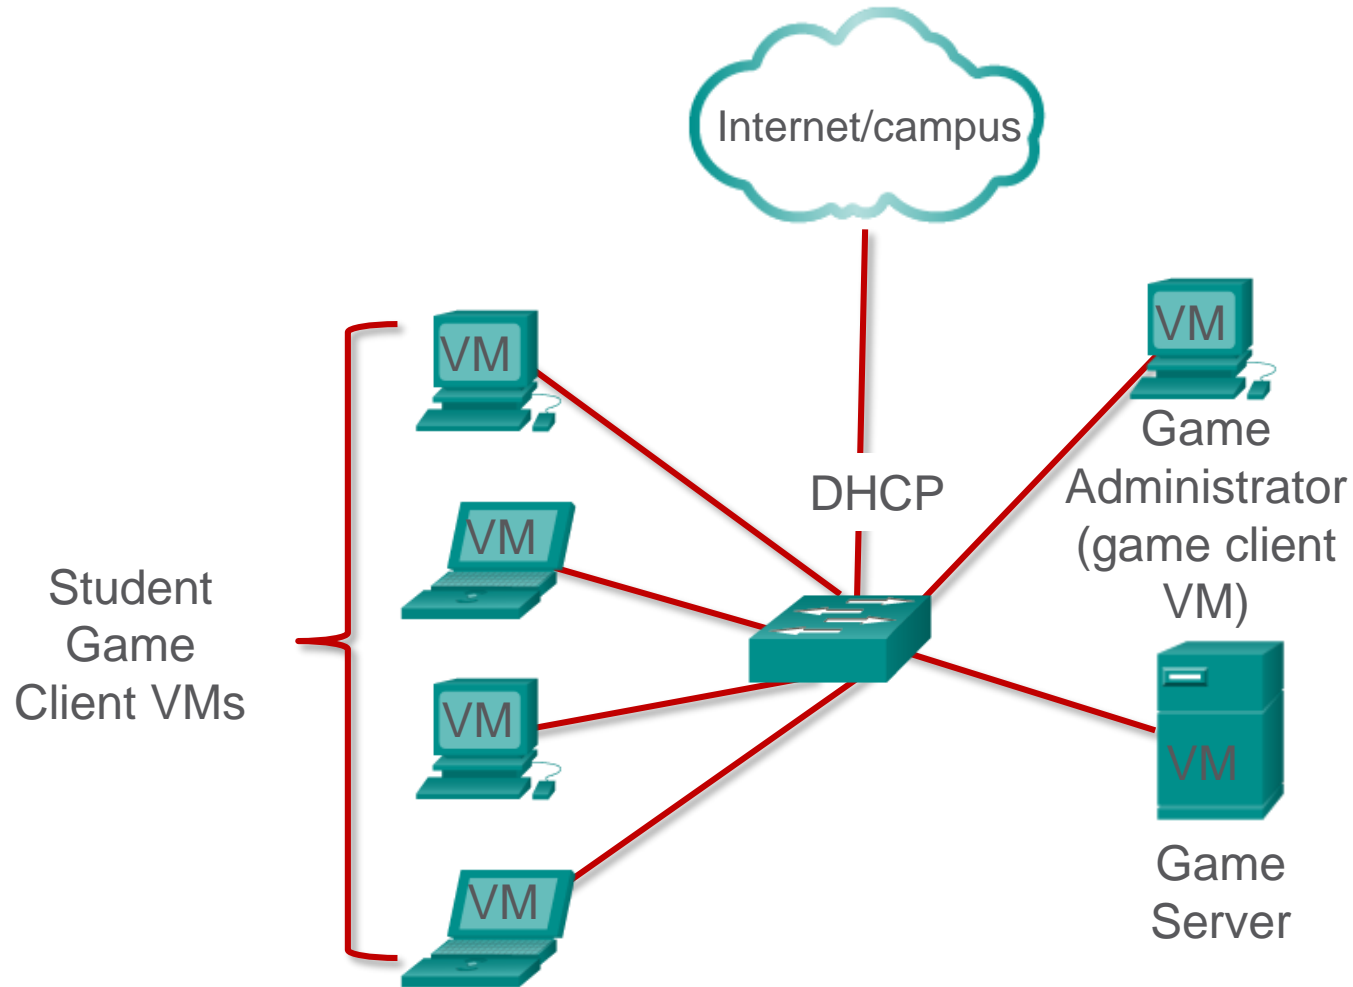 Internet/campus
VM
VM
VM
VM
Student
Game
Client VMs
DHCP
VM
Game
Administrator
(game client
VM)
VM
Game
Server